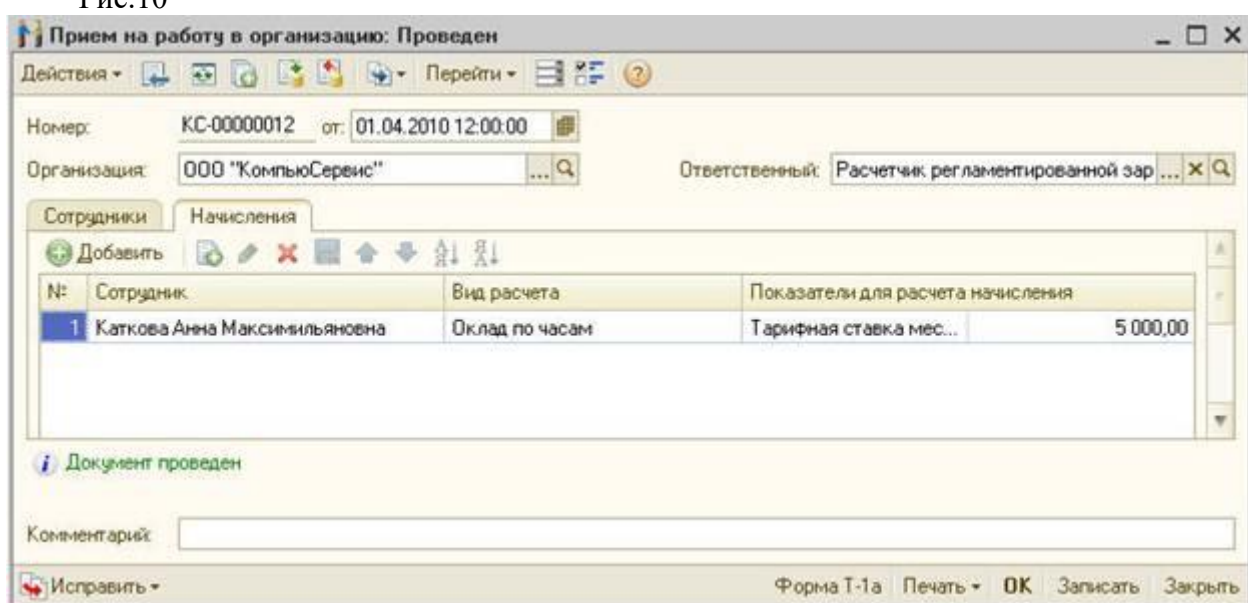 Рис.10
Прием на работу в организацию: Проведен
Действия Перейти
Номер: КС-00000012 от: 01.04.2010 12:00:00
Организация: ООО "КомпьюСервис" ... Ответственный: Расчетчик регламентированной зар ...
Сотрудники Начисления
Добавить
№ Сотрудник Вид расчета Показатели для расчета начисления
1 Каткова Анна Максимильяновна Оклад по часам Тарифная ставка мес... 5 000,00
Документ проведен
Комментарий:
Исправить Форма Т-1а Печать OK Записать Закрыть